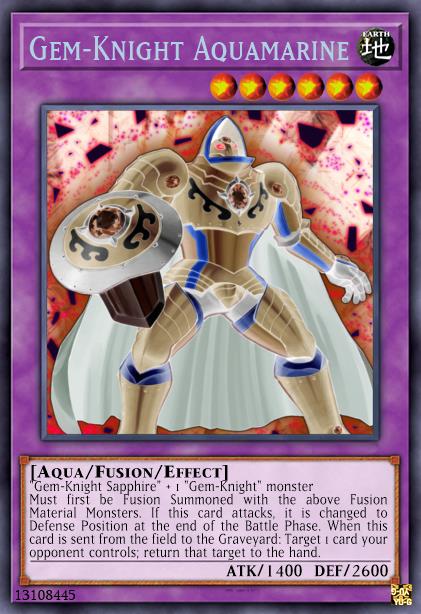 Gem-Knight Aquamarine
EARTH
地
[Aqua/Fusion/Effect]
"Gem-Knight Sapphire" + 1 "Gem-Knight" monster
Must first be Fusion Summoned with the above Fusion
Material Monsters. If this card attacks, it is changed to
Defense Position at the end of the Battle Phase. When this
card is sent from the field to the Graveyard: Target 1 card your
opponent controls; return that target to the hand.
ATK/1400 DEF/2600
13108445